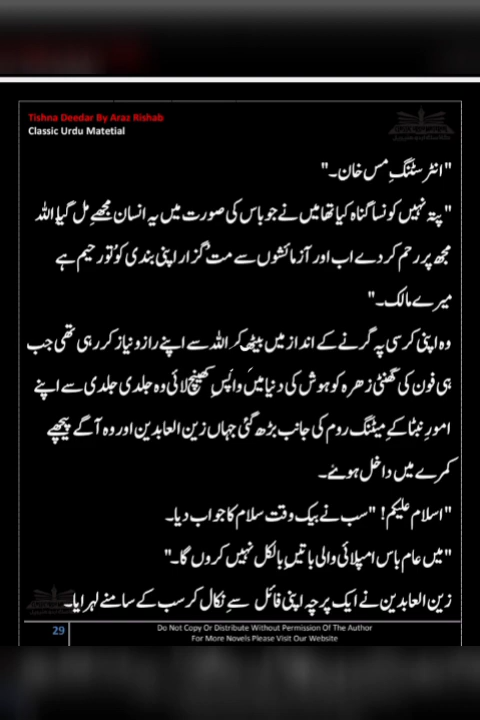 Tishna Deedar By Araz Rishab
Classic Urdu Matetial
"انٹرسٹنگ مس خان۔"
"پتہ نہیں کونسا گناہ کیا تھا میں نے جو باس کی صورت میں یہ انسان مجھے مل گیا اللہ
مجھ پر رحم کر دے اب اور آزمائشوں سے مت گزار اپنی بندی کو تُو رحیم ہے
میرے مالک۔"
وہ اپنی کرسی پہ گرنے کے انداز میں بیٹھ کر اللہ سے اپنے راز و نیاز کر رہی تھی جب
ہی فون کی گھنٹی زھرہ کو ہوش کی دنیا میں واپس کھینچ لائی وہ جلدی جلدی سے اپنے
امور نبٹا کے میٹنگ روم کی جانب بڑھ گئی جہاں زین العابدین اور وہ آگے پیچھے
کمرے میں داخل ہوئے۔
"اسلام علیکم! "سب نے بیک وقت سلام کا جواب دیا۔
"میں عام باس امپلائی والی باتیں بالکل نہیں کروں گا۔"
زین العابدین نے ایک پرچہ اپنی فائل سے نکال کر سب کے سامنے لہرایا۔
29
Do Not Copy Or Distribute Without Permission Of The Author
For More Novels Please Visit Our Website